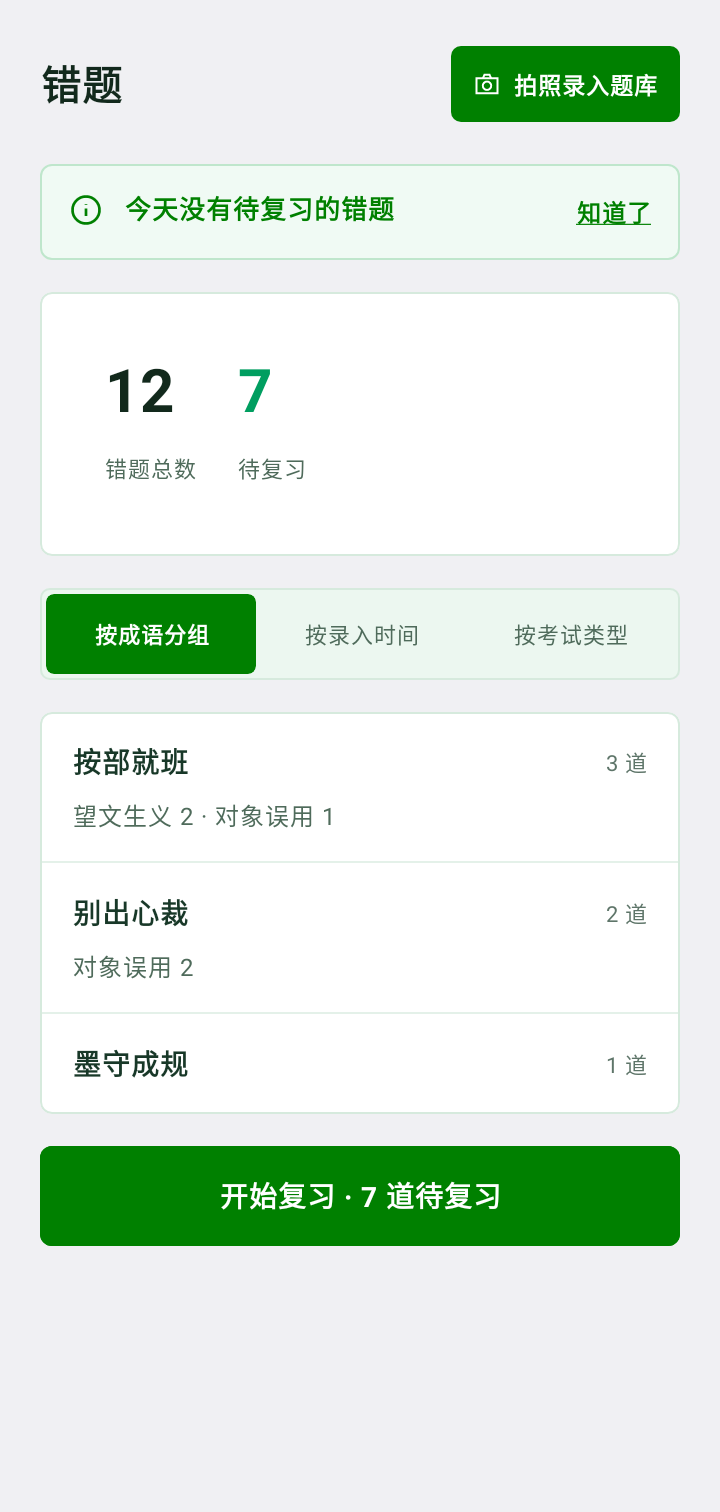 错题
拍照录入题库
今天没有待复习的错题
知道了
12
7
错题总数
待复习
按成语分组
按录入时间
按考试类型
按部就班
3 道
望文生义 2 · 对象误用 1
别出心裁
2 道
对象误用 2
墨守成规
1 道
开始复习 · 7 道待复习